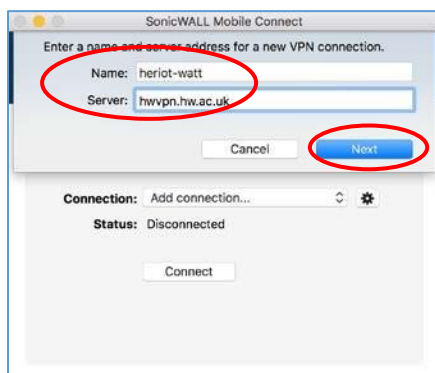 SonicWALL Mobile Connect
Enter a name and server address for a new VPN connection.
Name: heriot-watt
Server: hwvpn.hw.ac.uk
Cancel Next
Connection: Add connection...
Status: Disconnected
Connect